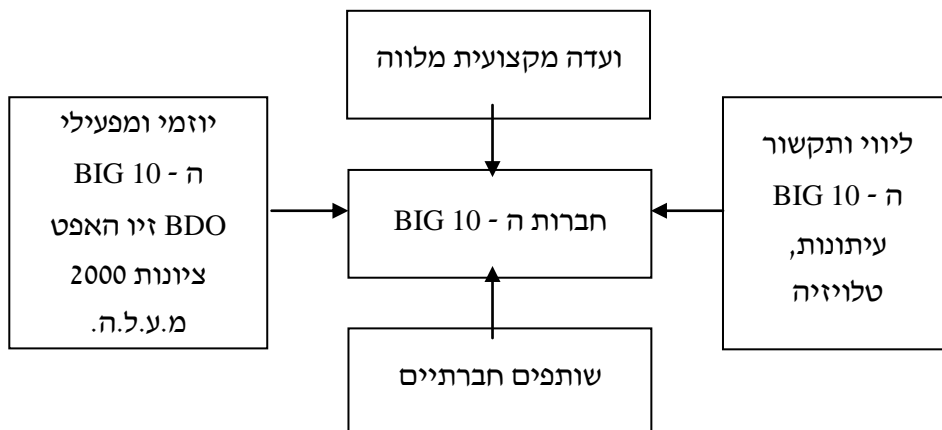 ועדה מקצועית מלווה
ליווי ותקשור
ה - BIG 10
עיתונות,
טלויזיה
חברות ה - BIG 10
יוזמי ומפעילי
ה - BIG 10
BDO זיו האפט
ציונות 2000
מ.ע.ל.ה.
שותפים חברתיים